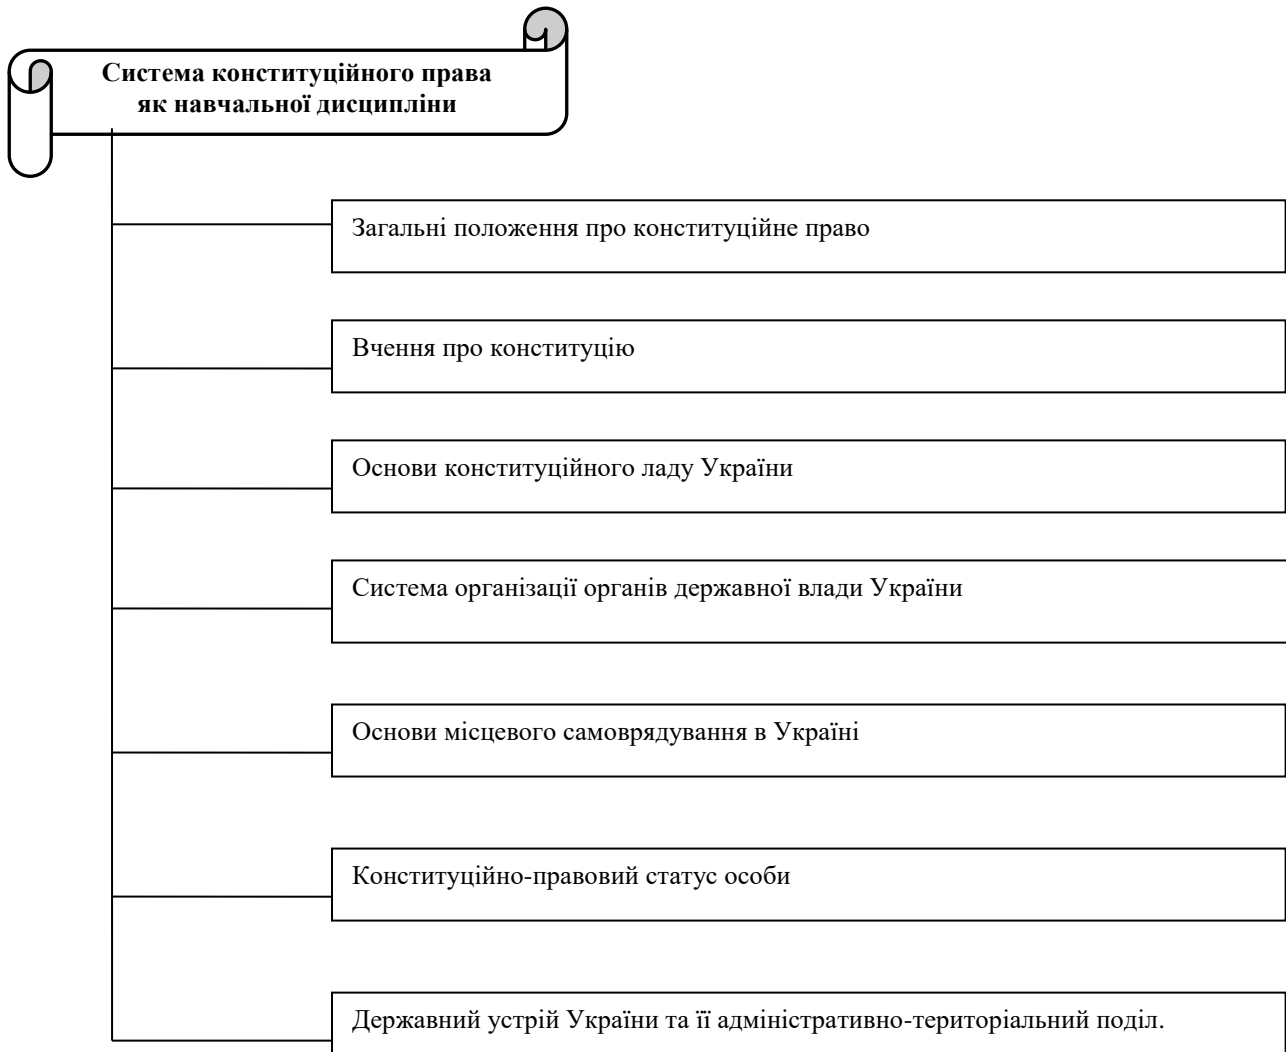 Система конституційного права
як навчальної дисципліни
Загальні положення про конституційне право
Вчення про конституцію
Основи конституційного ладу України
Система організації органів державної влади України
Основи місцевого самоврядування в Україні
Конституційно-правовий статус особи
Державний устрій України та її адміністративно-територіальний поділ.